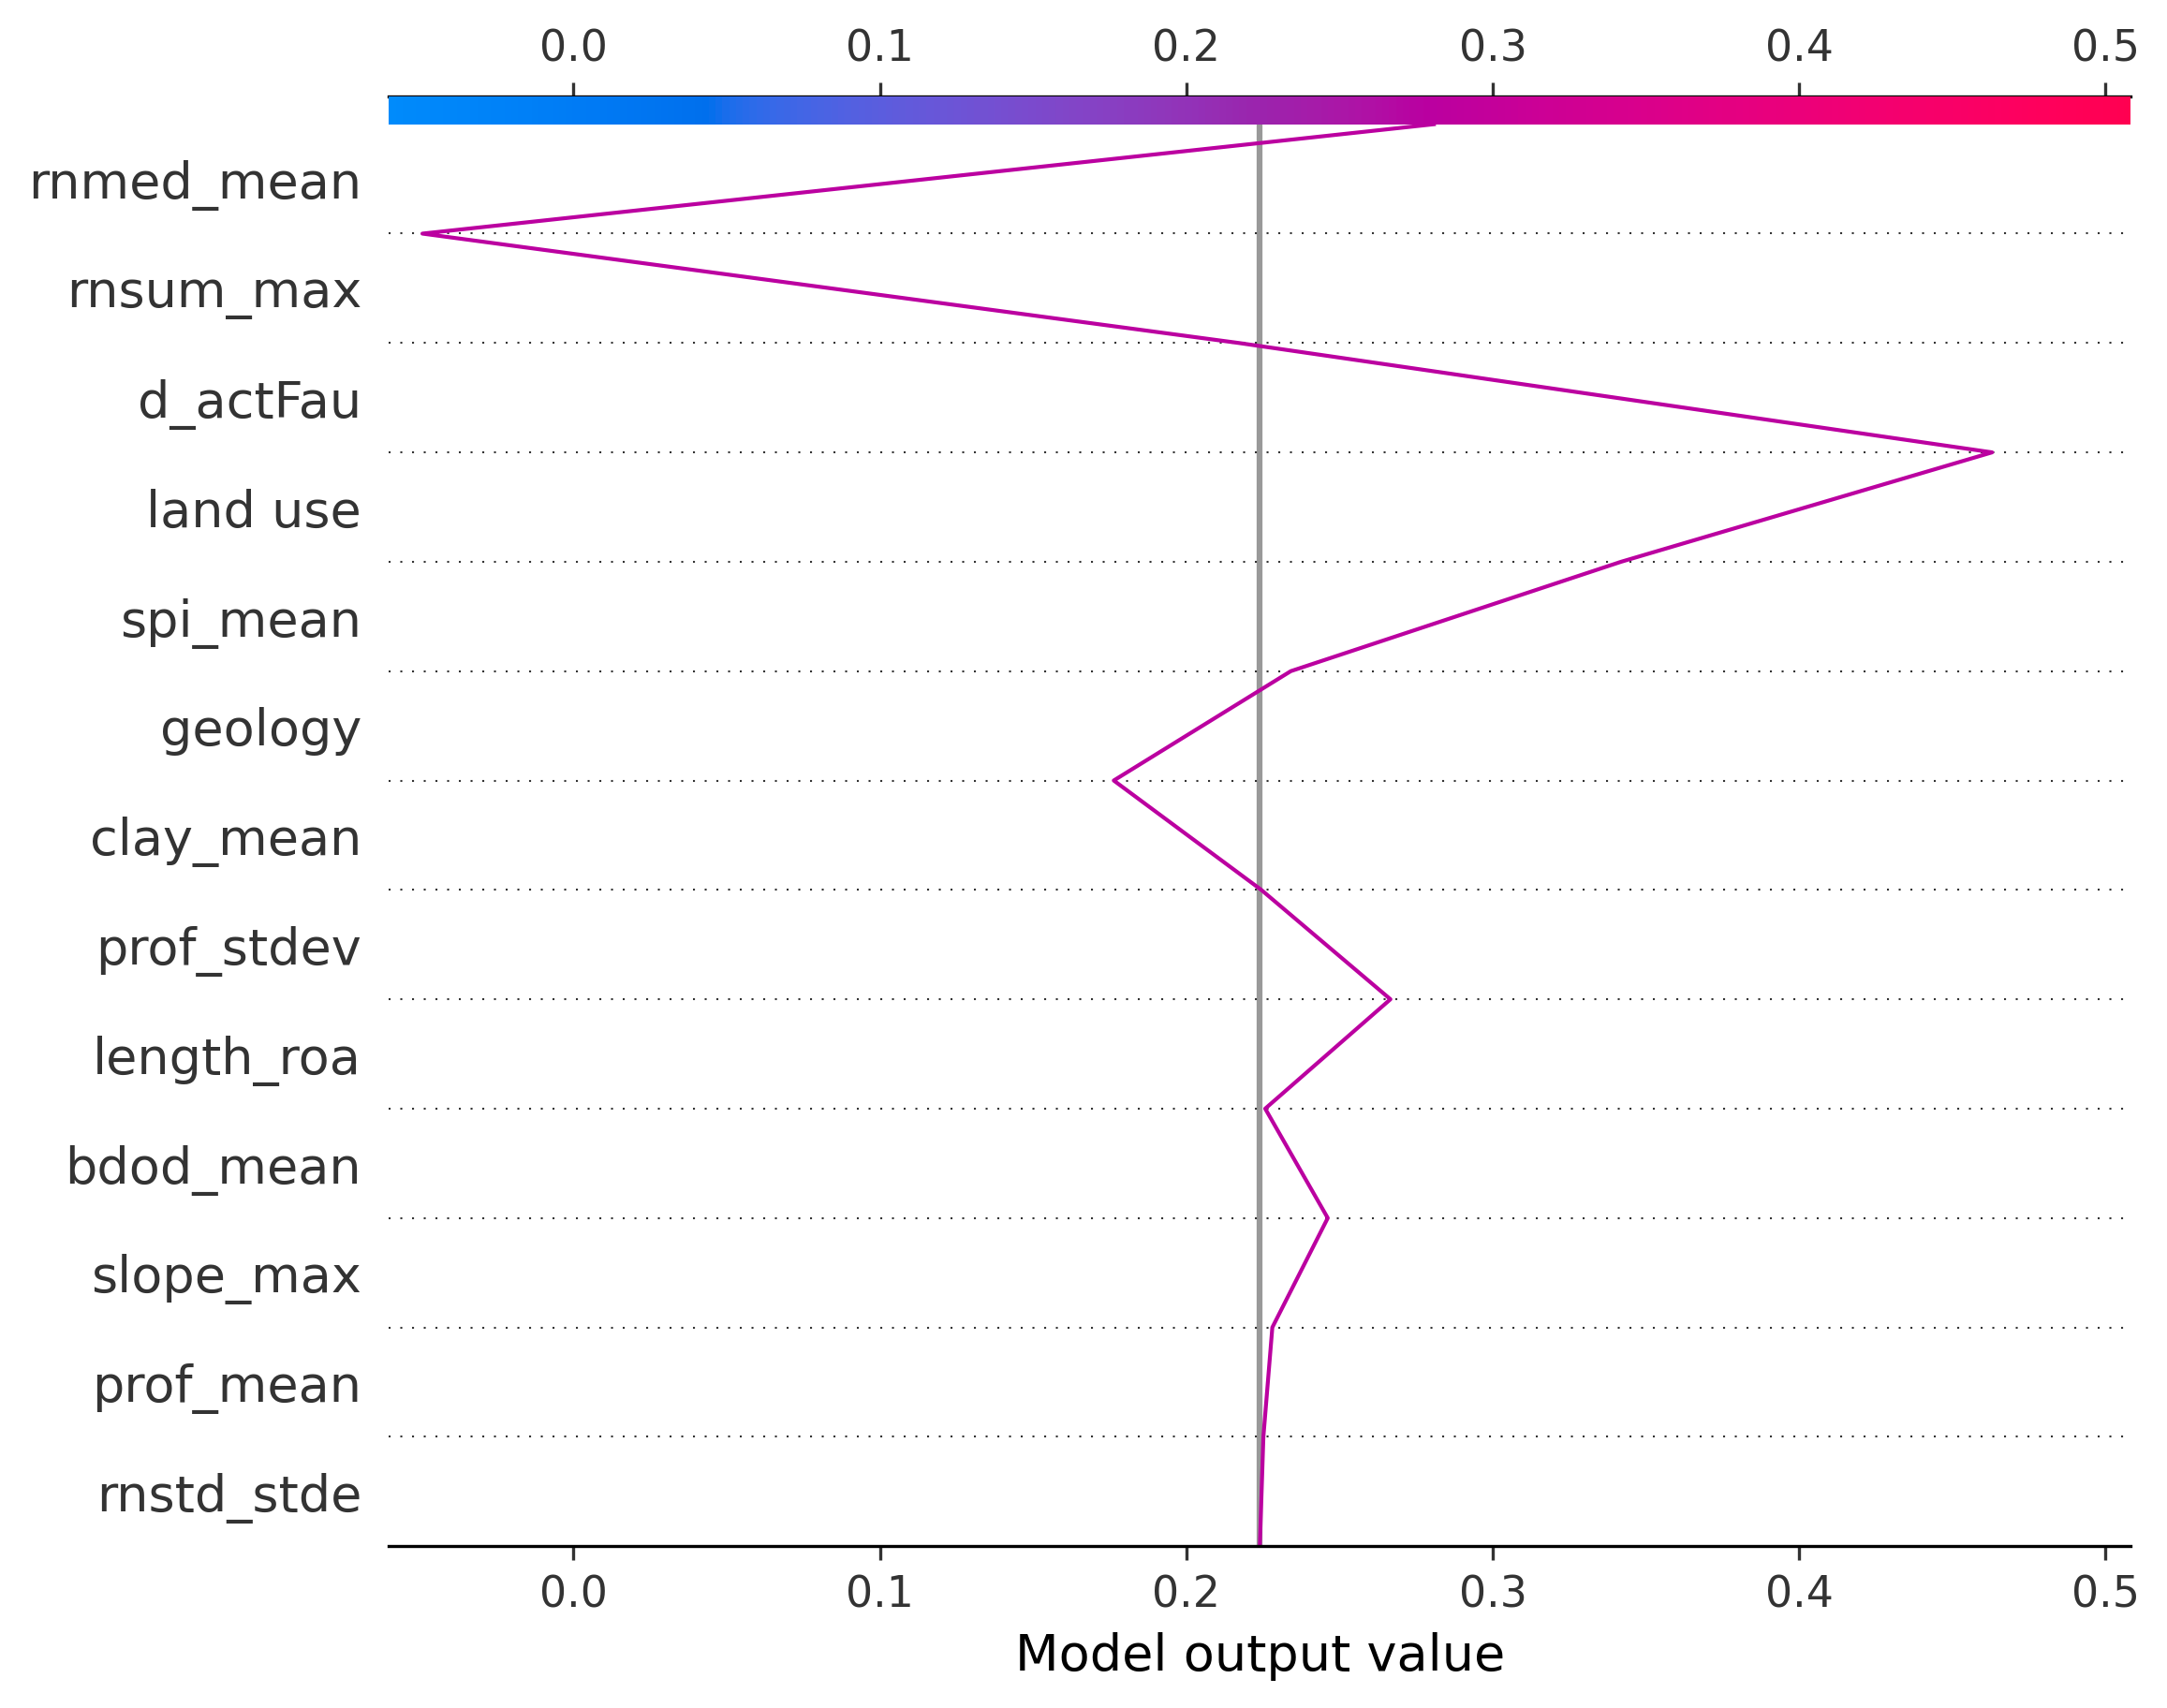 0.0 0.1 0.2 0.3 0.4 0.5
rnmed_mean
rnsum_max
d_actFau
land use
spi_mean
geology
clay_mean
prof_stdev
length_roa
bdod_mean
slope_max
prof_mean
rnstd_stde
0.0 0.1 0.2 0.3 0.4 0.5
Model output value